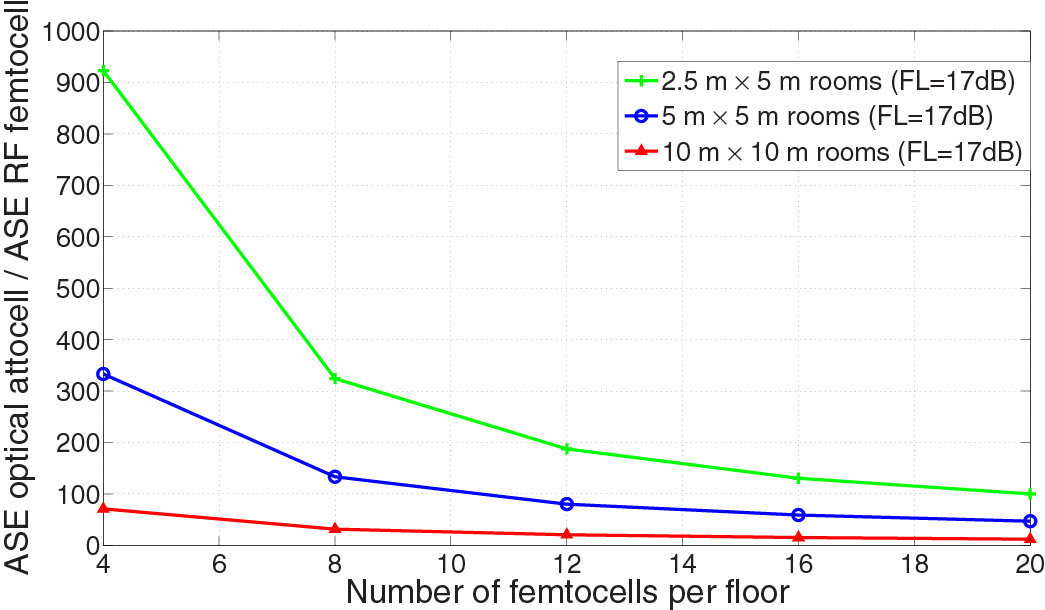 ASE optical attocell / ASE RF femtocell
1000
900
800
700
600
500
400
300
200
100
0
2.5 m × 5 m rooms (FL=17dB)
5 m × 5 m rooms (FL=17dB)
10 m × 10 m rooms (FL=17dB)
4 6 8 10 12 14 16 18 20
Number of femtocells per floor